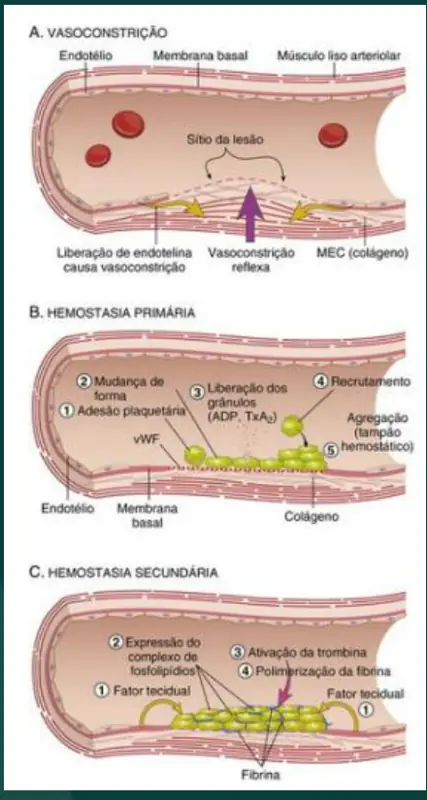 A. VASOCONSTRIÇÃO
Endotélio
Membrana basal
Músculo liso arteriolar
Sítio da lesão
Liberação de endotelina
causa vasoconstrição
Vasoconstrição
reflexa
MEC (colágeno)
B. HEMOSTASIA PRIMÁRIA
2 Mudança de
forma
3 Liberação dos
grânulos
(ADP, TxA2)
4 Recrutamento
1 Adesão plaquetária
vWF
Agregação
(tampão
hemostático)
5
Endotélio
Membrana
basal
Colágeno
C. HEMOSTASIA SECUNDÁRIA
2 Expressão do
complexo de
fosfolipídios
3 Ativação da trombina
4 Polimerização da fibrina
1 Fator tecidual
Fator tecidual
1
Fibrina